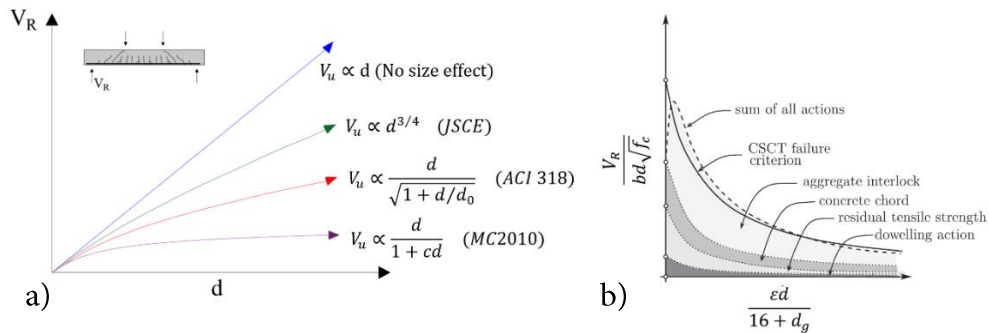 V_R
V_R
V_u ∝ d (No size effect)
V_u ∝ d^{3/4} (JSCE)
V_u ∝ d / √(1 + d/d_0) (ACI 318)
V_u ∝ d / (1 + cd) (MC2010)
d
a)
V_R / (bd√f_c)
sum of all actions
CSCT failure
criterion
aggregate interlock
concrete chord
residual tensile strength
dowelling action
εd / (16 + d_g)
b)